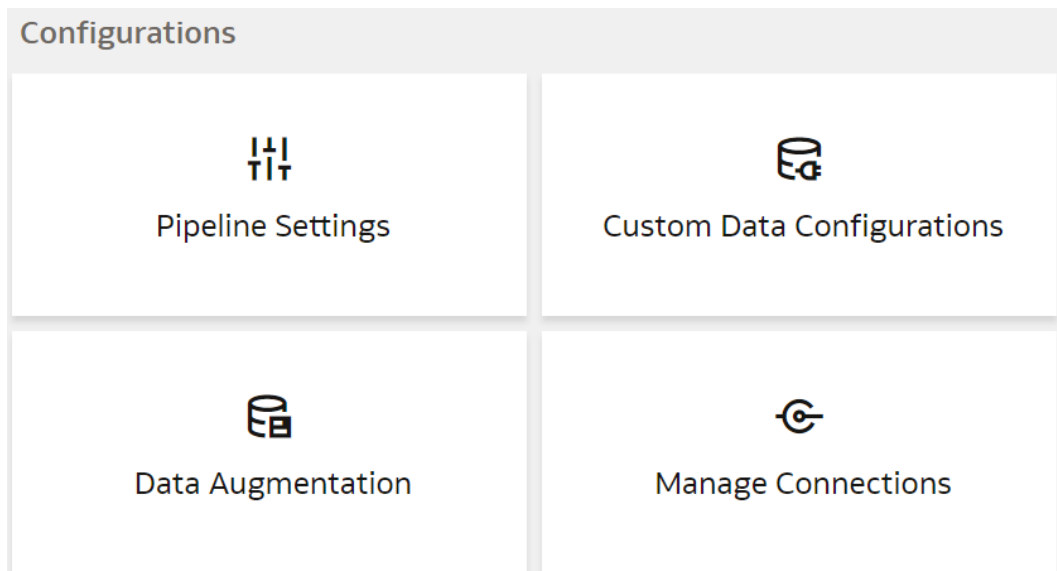 Configurations
Pipeline Settings
Custom Data Configurations
Data Augmentation
Manage Connections